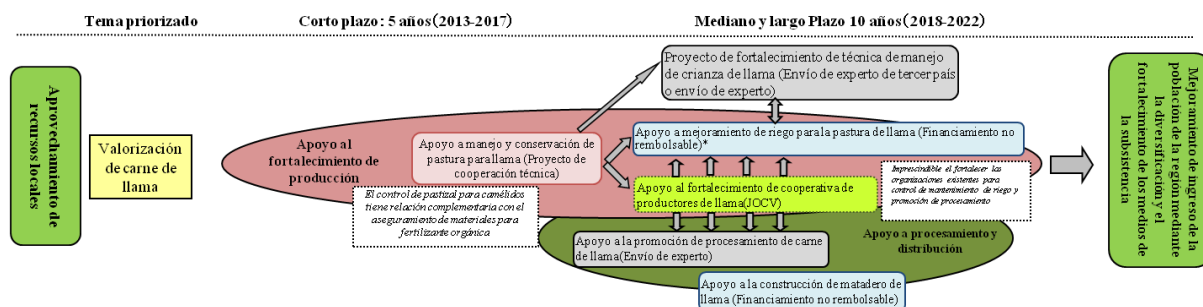 Tema priorizado
Corto plazo: 5 años(2013-2017)
Mediano y largo Plazo 10 años(2018-2022)
Aprovechamiento de
recursos locales
Valorización
de carne de
llama
Apoyo al
fortalecimiento de
producción
Apoyo a manejo y conservación
de pastura para llama (Proyecto de
cooperación técnica)
El control de pastizal para camélidos
tiene relación complementaria con el
aseguramiento de materiales para
fertilizante orgánica
Proyecto de fortalecimiento de técnica de manejo
de crianza de llama (Envío de experto de tercer país
o envío de experto)
Apoyo a mejoramiento de riego para la pastura de llama (Financiamiento no
rembolsable)*
Apoyo al fortalecimiento de cooperativa de
productores de llama(JOCV)
Imprescindible el fortalecer las
organizaciones existentes para
control de mantenimiento de riego y
promoción de procesamiento
Apoyo a procesamiento y
distribución
Apoyo a la promoción de procesamiento de carne
de llama(Envío de experto)
Apoyo a la construcción de matadero de
llama (Financiamiento no rembolsable)
Mejoramiento de ingreso de la
población de la región mediante
la diversificación y el
fortalecimiento de los medios de
la subsistencia